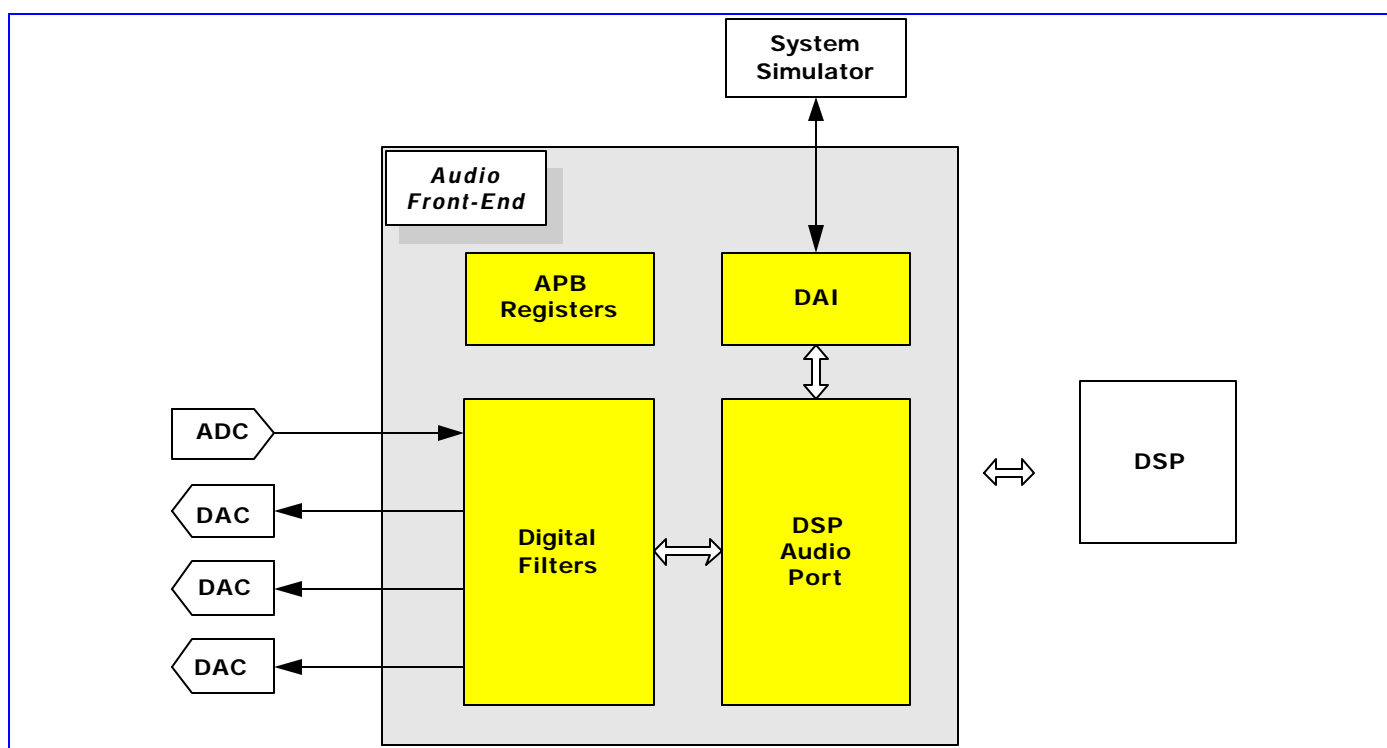 System
Simulator
Audio
Front-End
APB
Registers
DAI
ADC
DAC
DAC
DAC
Digital
Filters
DSP
Audio
Port
DSP